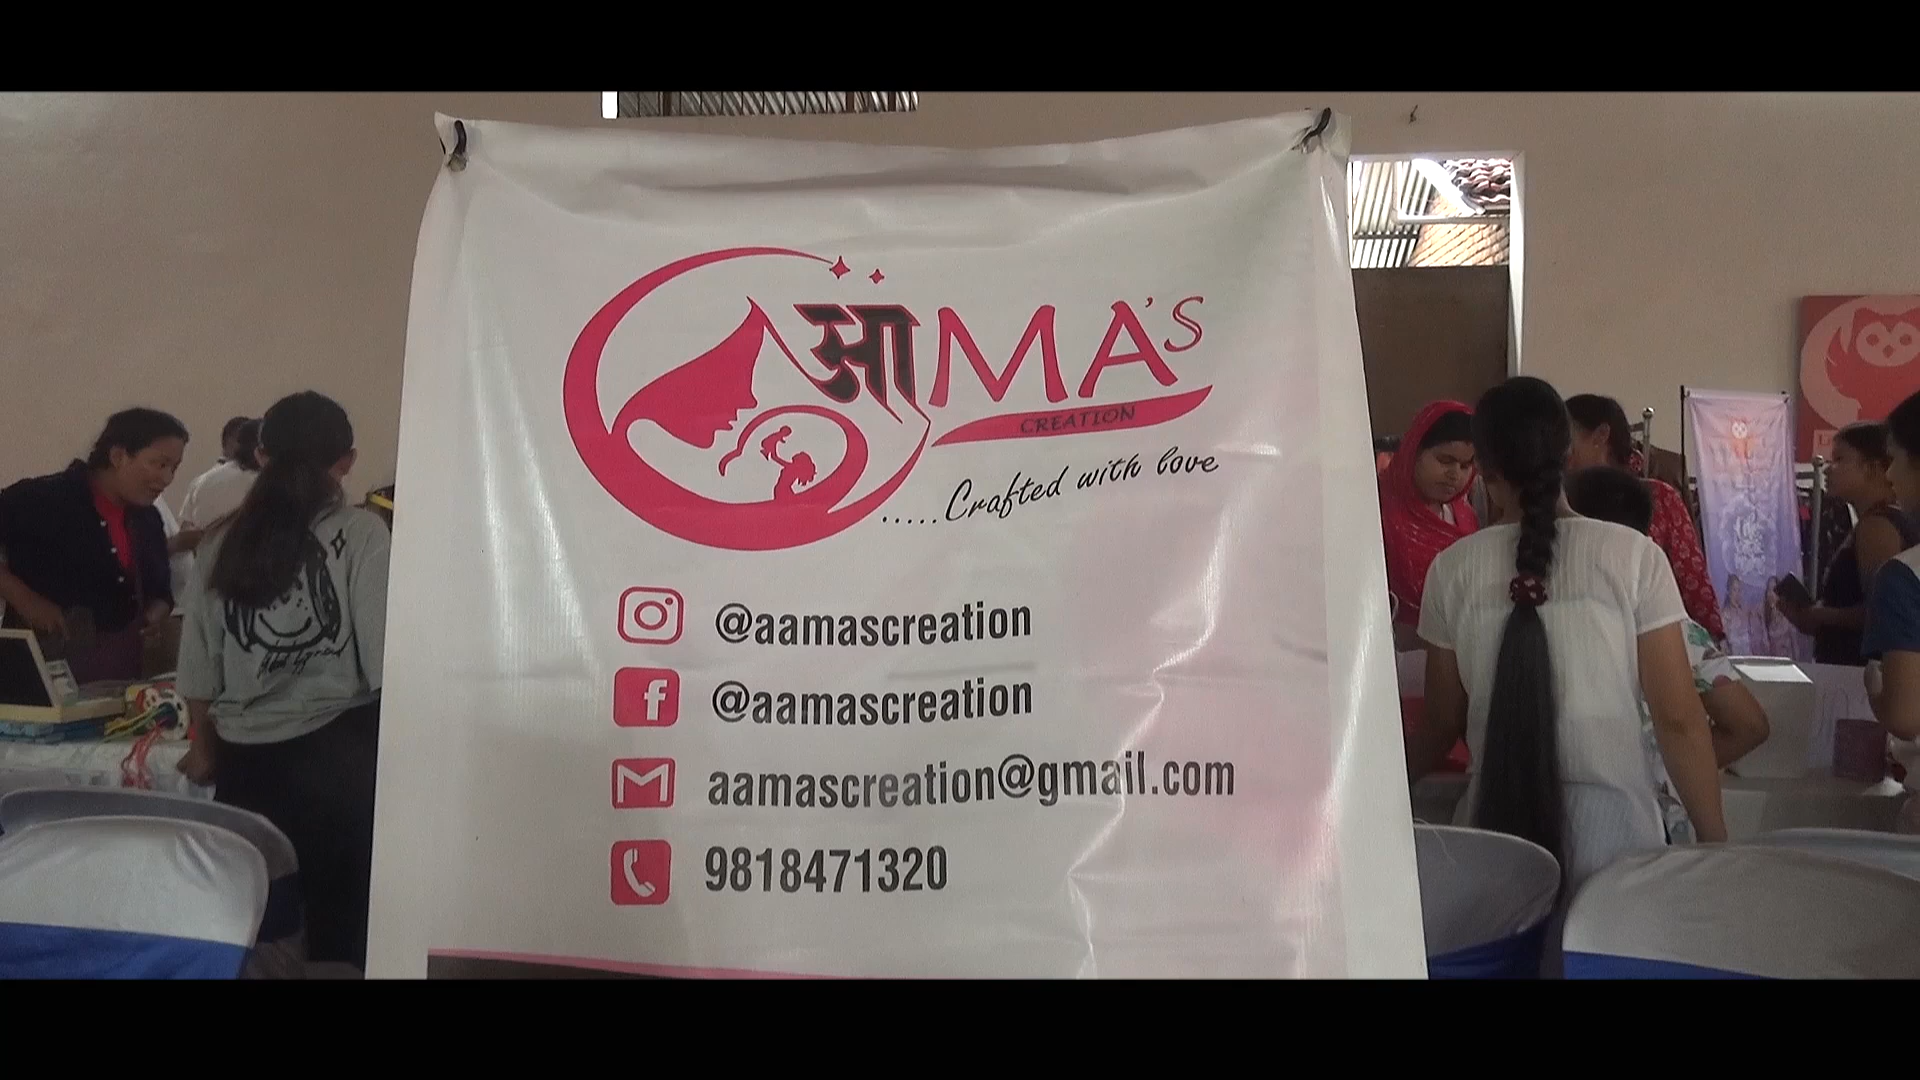 आMA'S
CREATION
.....Crafted with love
@aamascreation
@aamascreation
aamascreation@gmail.com
9818471320